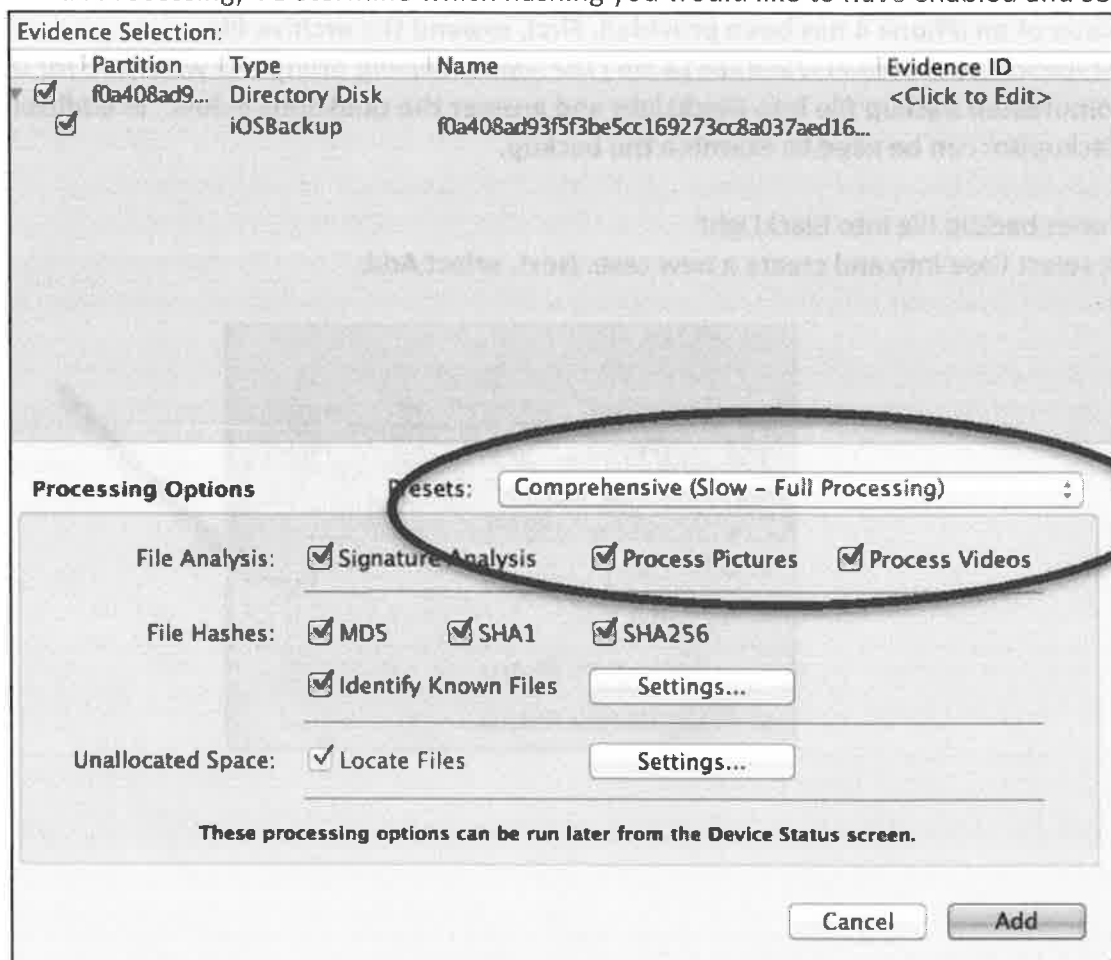 Evidence Selection:
Partition Type Name Evidence ID
f0a408ad9... Directory Disk <Click to Edit>
iOSBackup f0a408ad93f5f3be5cc169273cc8a037aed16...
Processing Options Presets: Comprehensive (Slow - Full Processing)
File Analysis: Signature Analysis Process Pictures Process Videos
File Hashes: MD5 SHA1 SHA256
Identify Known Files Settings...
Unallocated Space: Locate Files Settings...
These processing options can be run later from the Device Status screen.
Cancel Add